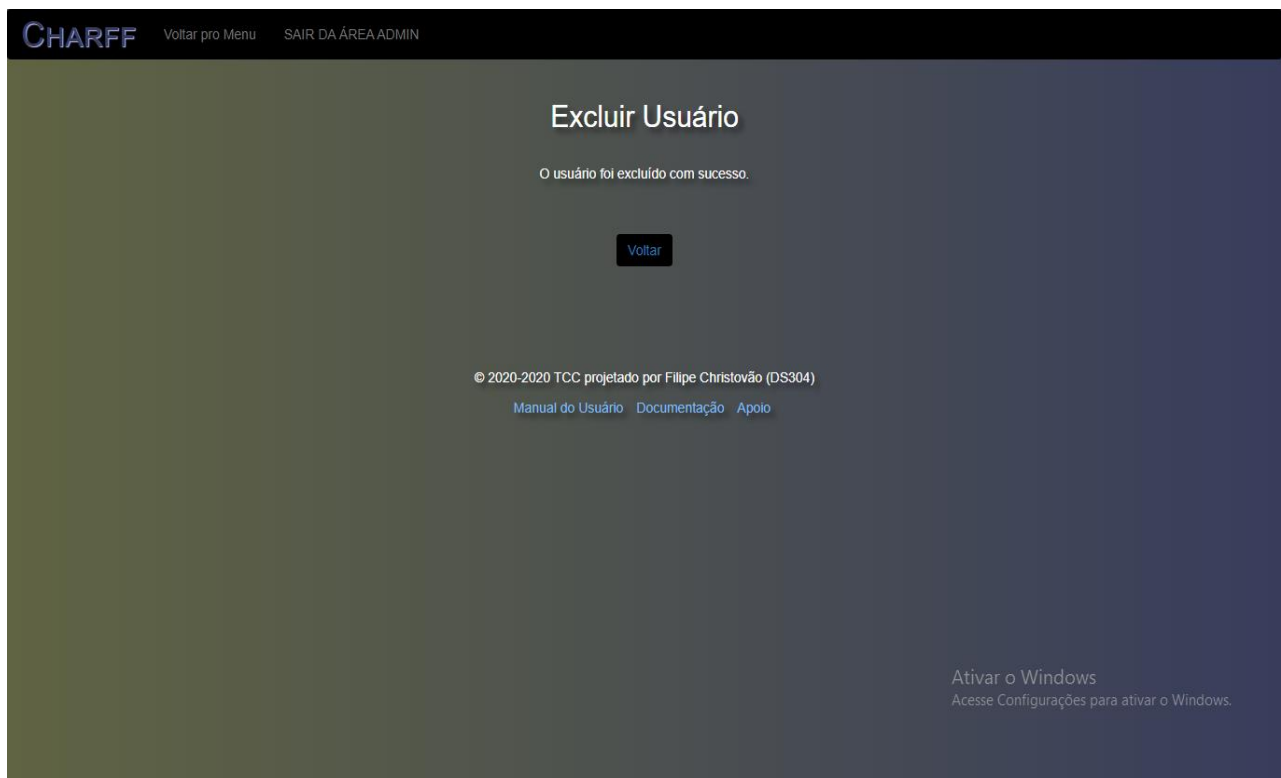 CHARFF Voltar pro Menu SAIR DA ÁREA ADMIN
Excluir Usuário
O usuário foi excluído com sucesso.
Voltar
© 2020-2020 TCC projetado por Filipe Christovão (DS304)
Manual do Usuário Documentação Apoio
Ativar o Windows
Acesse Configurações para ativar o Windows.